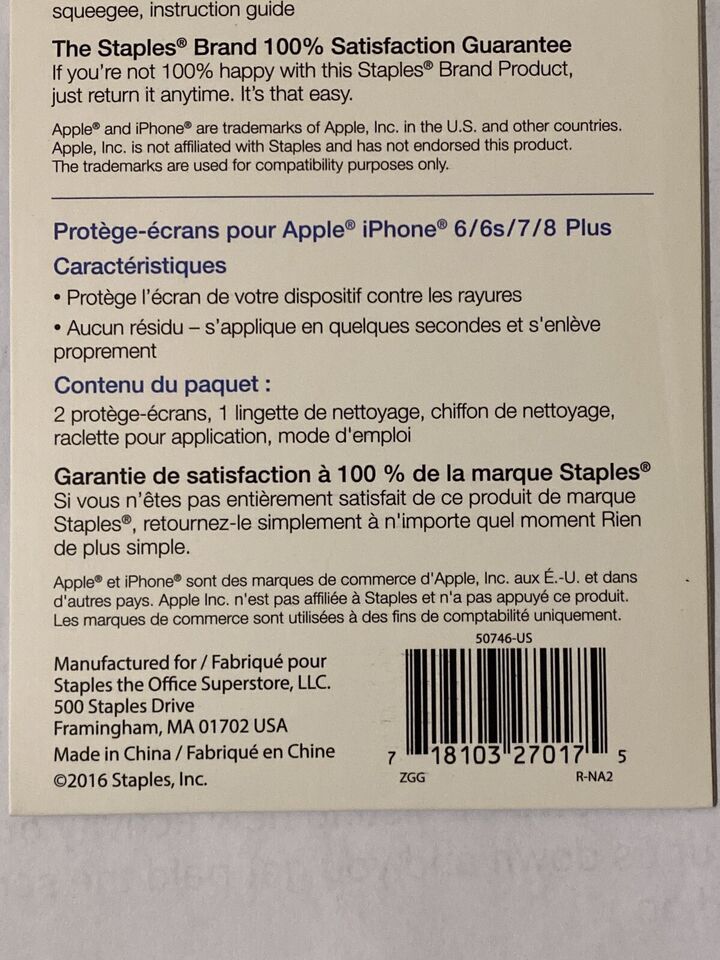 squeegee, instruction guide
The Staples® Brand 100% Satisfaction Guarantee
If you're not 100% happy with this Staples® Brand Product,
just return it anytime. It's that easy.
Apple® and iPhone® are trademarks of Apple, Inc. in the U.S. and other countries.
Apple, Inc. is not affiliated with Staples and has not endorsed this product.
The trademarks are used for compatibility purposes only.
Protège-écrans pour Apple® iPhone® 6/6s/7/8 Plus
Caractéristiques
• Protège l'écran de votre dispositif contre les rayures
• Aucun résidu – s'applique en quelques secondes et s'enlève
proprement
Contenu du paquet :
2 protège-écrans, 1 lingette de nettoyage, chiffon de nettoyage,
raclette pour application, mode d'emploi
Garantie de satisfaction à 100 % de la marque Staples®
Si vous n'êtes pas entièrement satisfait de ce produit de marque
Staples®, retournez-le simplement à n'importe quel moment Rien
de plus simple.
Apple® et iPhone® sont des marques de commerce d'Apple, Inc. aux É.-U. et dans
d'autres pays. Apple Inc. n'est pas affiliée à Staples et n'a pas appuyé ce produit.
Les marques de commerce sont utilisées à des fins de comptabilité uniquement.
Manufactured for / Fabriqué pour
Staples the Office Superstore, LLC.
500 Staples Drive
Framingham, MA 01702 USA
Made in China / Fabriqué en Chine
©2016 Staples, Inc.
50746-US
7 18103 27017 5
ZGG R-NA2